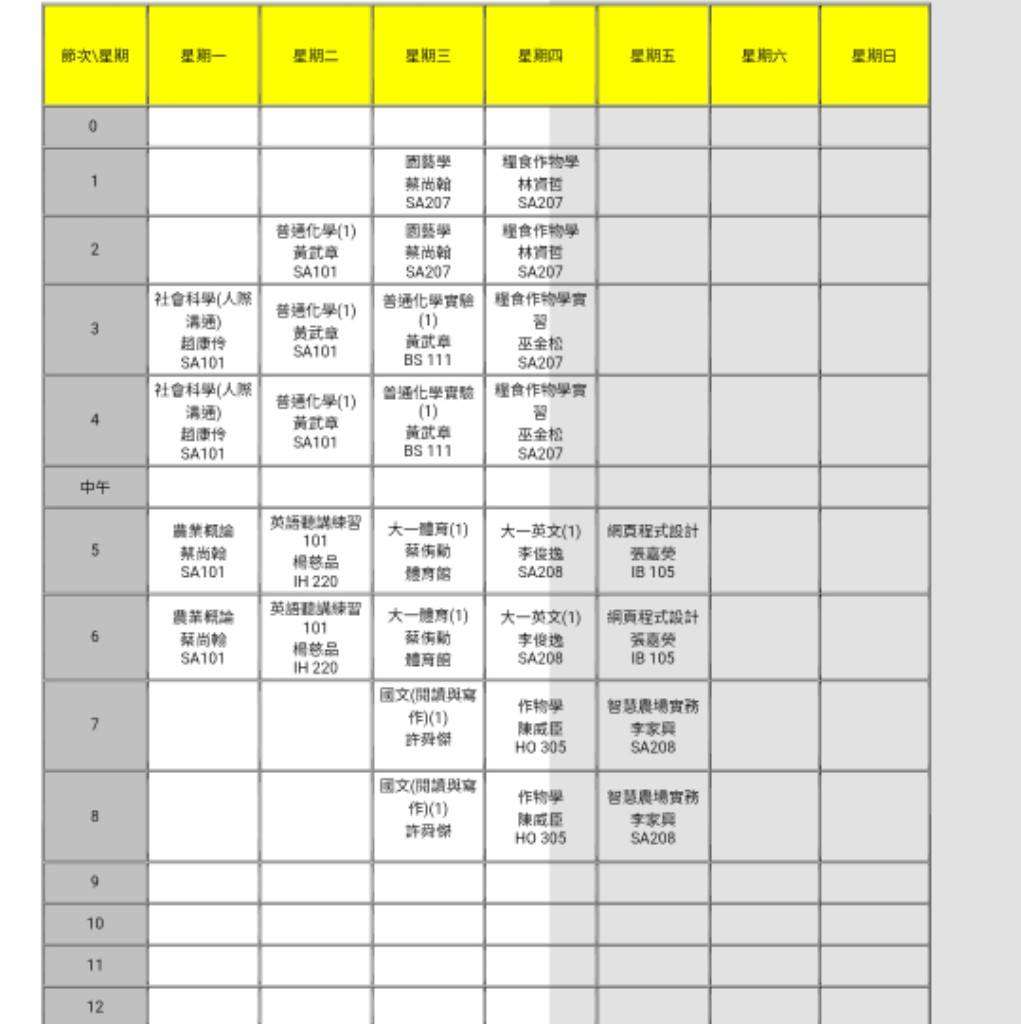 節次\星期 星期一 星期二 星期三 星期四 星期五 星期六 星期日
0
1
園藝學
蔡尚翰
SA207
糧食作物學
林資哲
SA207
2
普通化學(1)
黃武章
SA101
園藝學
蔡尚翰
SA207
糧食作物學
林資哲
SA207
3
社會科學(人際
溝通)
趙康伶
SA101
普通化學(1)
黃武章
SA101
普通化學實驗
(1)
黃武章
BS 111
糧食作物學實
習
巫金松
SA207
4
社會科學(人際
溝通)
趙康伶
SA101
普通化學(1)
黃武章
SA101
普通化學實驗
(1)
黃武章
BS 111
糧食作物學實
習
巫金松
SA207
中午
5
農業概論
蔡尚翰
SA101
英語聽講練習
101
楊慈品
IH 220
大一體育(1)
蔡侑勳
體育館
大一英文(1)
李俊逸
SA208
網頁程式設計
張嘉熒
IB 105
6
農業概論
蔡尚翰
SA101
英語聽講練習
101
楊慈品
IH 220
大一體育(1)
蔡侑勳
體育館
大一英文(1)
李俊逸
SA208
網頁程式設計
張嘉熒
IB 105
7
國文(閱讀與寫
作)(1)
許舜傑
作物學
陳威臣
HO 305
智慧農場實務
李家興
SA208
8
國文(閱讀與寫
作)(1)
許舜傑
作物學
陳威臣
HO 305
智慧農場實務
李家興
SA208
9
10
11
12